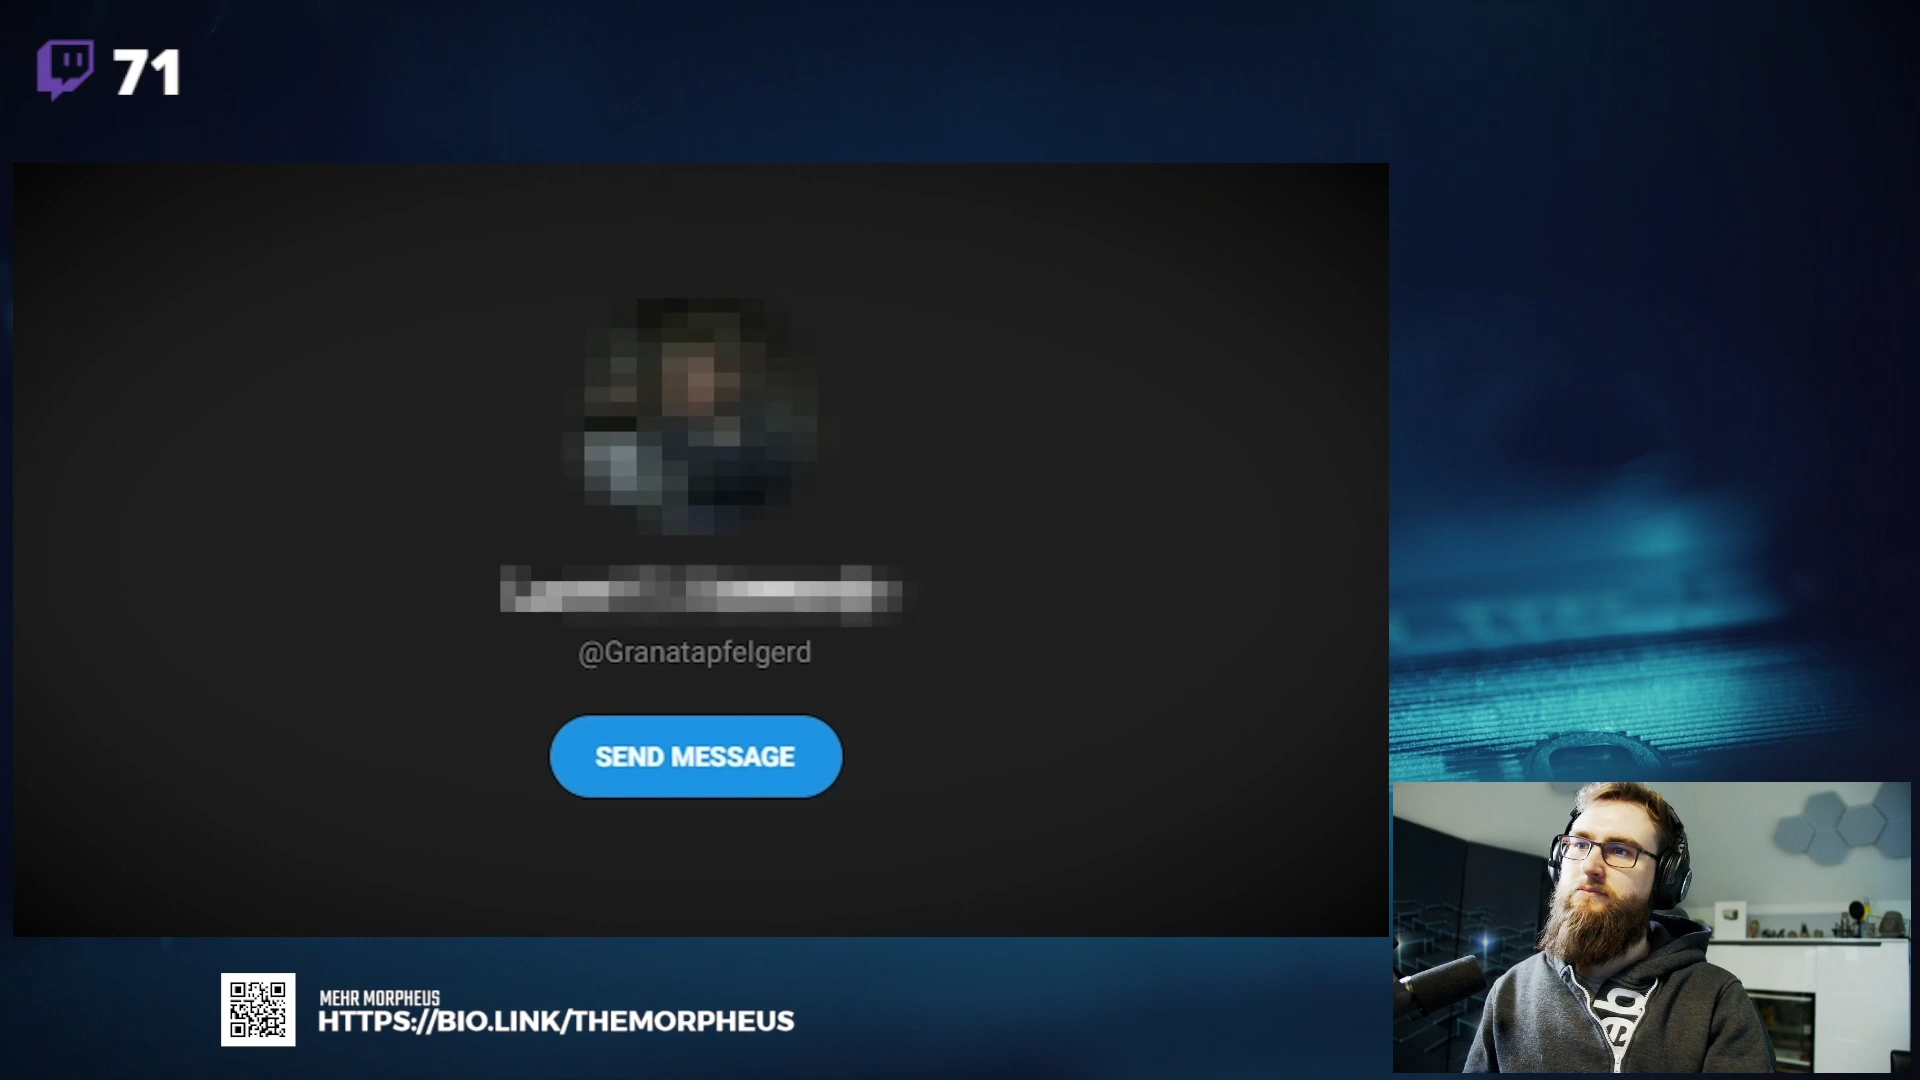 71
@Granatapfelgerd
SEND MESSAGE
MEHR MORPHEUS
HTTPS://BIO.LINK/THEMORPHEUS